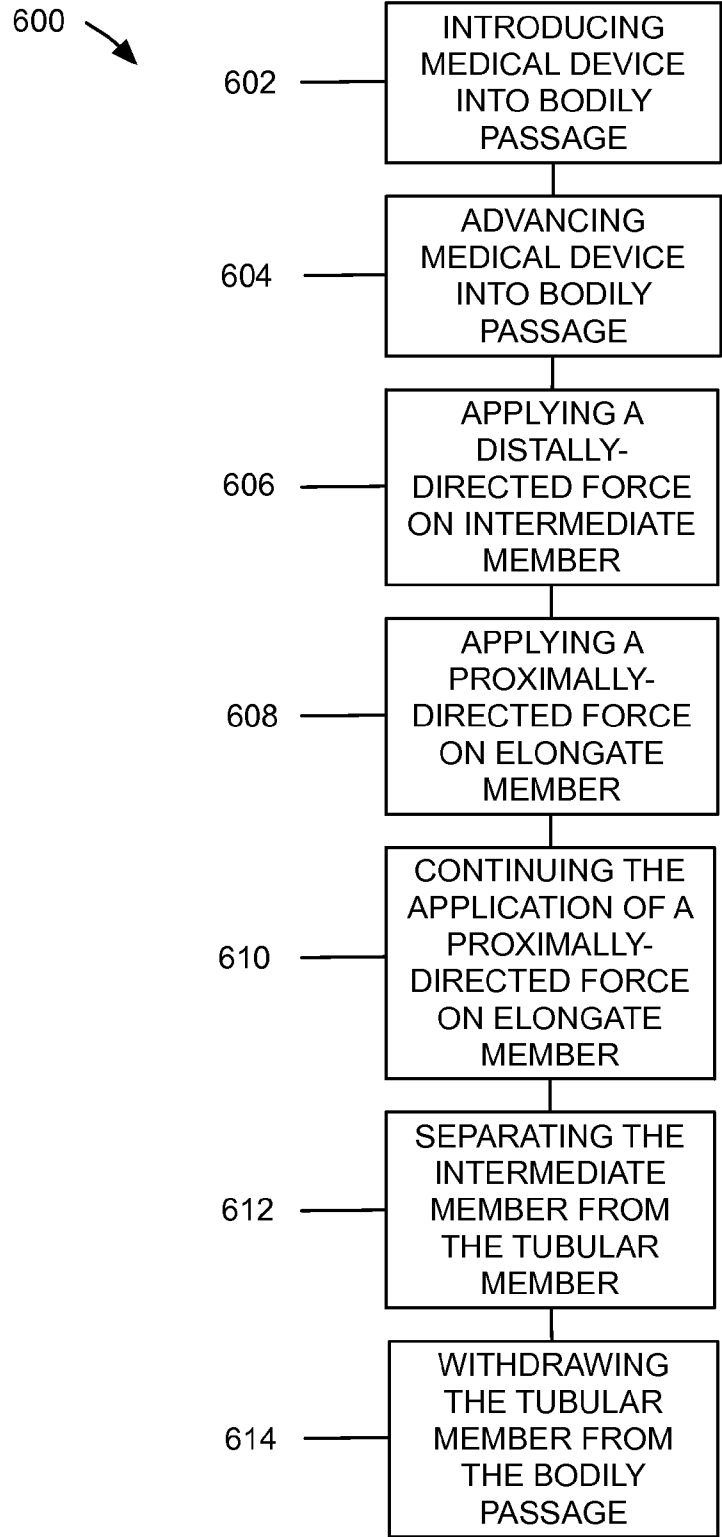 600
602
INTRODUCING
MEDICAL DEVICE
INTO BODILY
PASSAGE
604
ADVANCING
MEDICAL DEVICE
INTO BODILY
PASSAGE
606
APPLYING A
DISTALLY-
DIRECTED FORCE
ON INTERMEDIATE
MEMBER
608
APPLYING A
PROXIMALLY-
DIRECTED FORCE
ON ELONGATE
MEMBER
610
CONTINUING THE
APPLICATION OF A
PROXIMALLY-
DIRECTED FORCE
ON ELONGATE
MEMBER
612
SEPARATING THE
INTERMEDIATE
MEMBER FROM
THE TUBULAR
MEMBER
614
WITHDRAWING
THE TUBULAR
MEMBER FROM
THE BODILY
PASSAGE